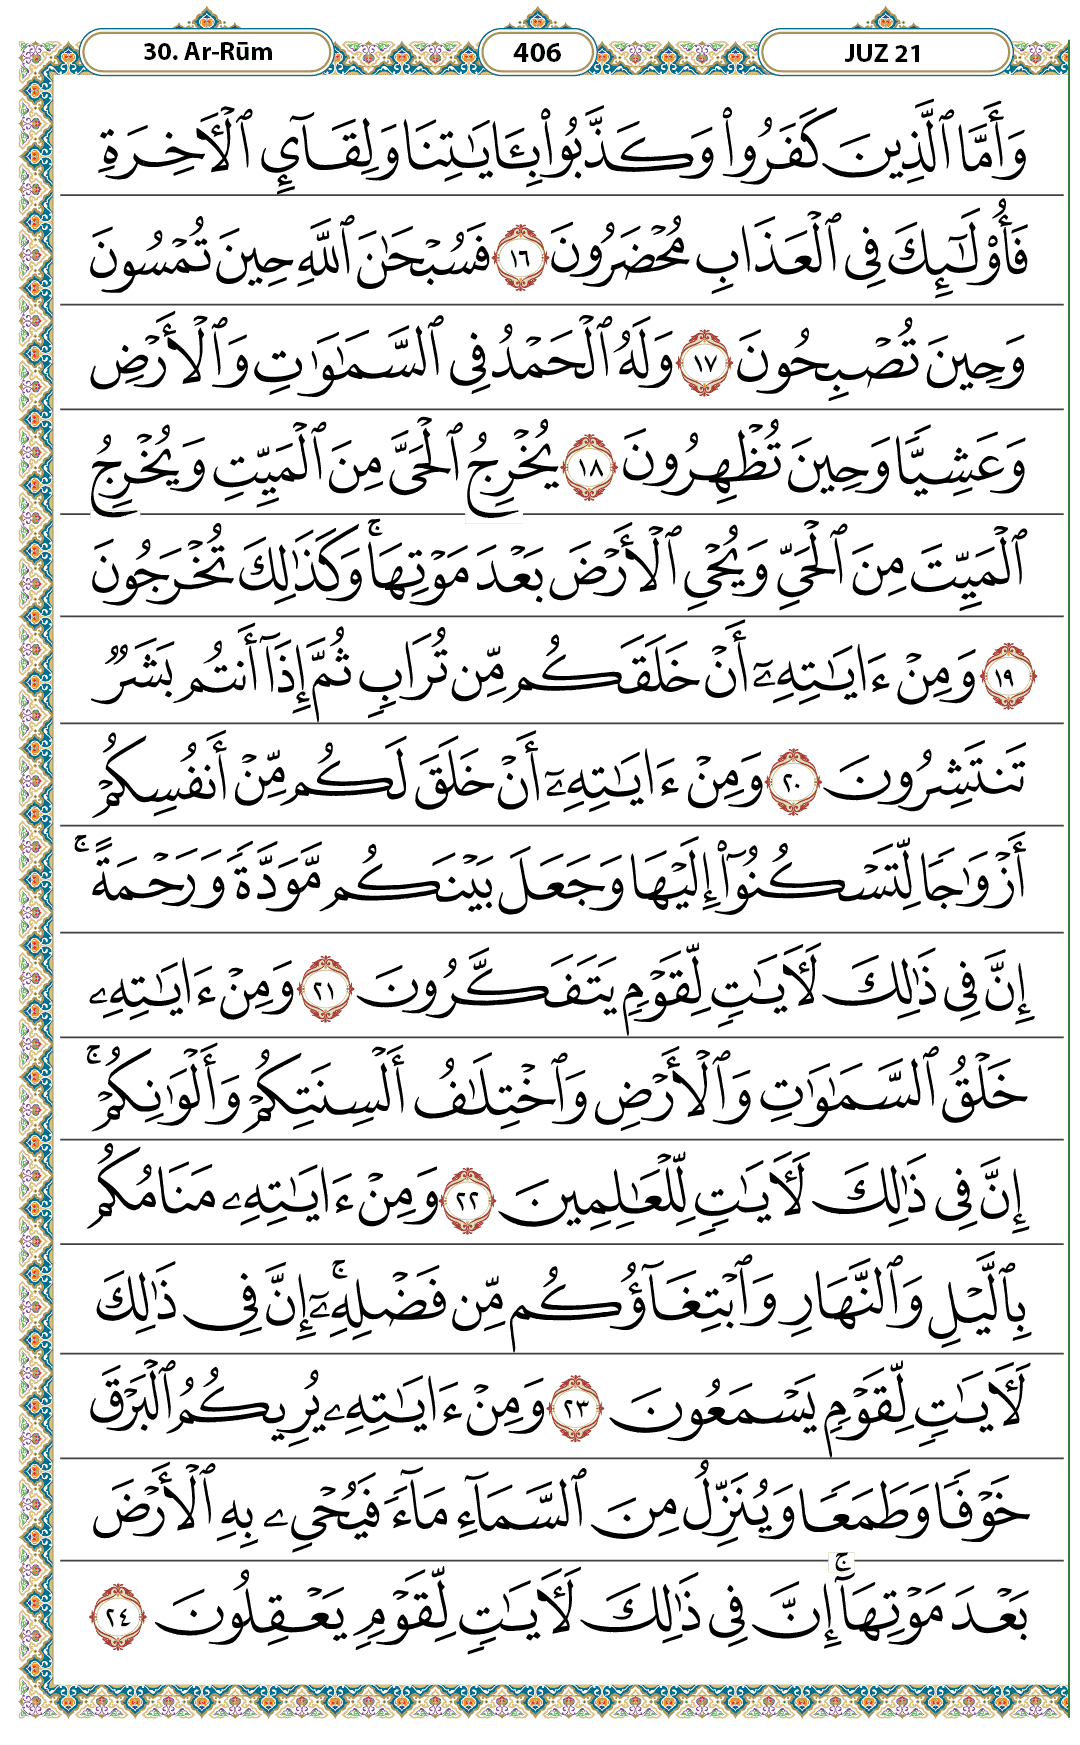 30. Ar-Rūm 406 JUZ 21
وَأَمَّا ٱلَّذِينَ كَفَرُوا۟ وَكَذَّبُوا۟ بِـَٔايَـٰتِنَا وَلِقَآئِ ٱلْـَٔاخِرَةِ
فَأُو۟لَـٰٓئِكَ فِى ٱلْعَذَابِ مُحْضَرُونَ ١٦ فَسُبْحَـٰنَ ٱللَّهِ حِينَ تُمْسُونَ
وَحِينَ تُصْبِحُونَ ١٧ وَلَهُ ٱلْحَمْدُ فِى ٱلسَّمَـٰوَٰتِ وَٱلْأَرْضِ
وَعَشِيًّا وَحِينَ تُظْهِرُونَ ١٨ يُخْرِجُ ٱلْحَىَّ مِنَ ٱلْمَيِّتِ وَيُخْرِجُ
ٱلْمَيِّتَ مِنَ ٱلْحَىِّ وَيُحْىِ ٱلْأَرْضَ بَعْدَ مَوْتِهَا ۚ وَكَذَٰلِكَ تُخْرَجُونَ
١٩ وَمِنْ ءَايَـٰتِهِۦٓ أَنْ خَلَقَكُم مِّن تُرَابٍ ثُمَّ إِذَآ أَنتُم بَشَرٌ
تَنتَشِرُونَ ٢٠ وَمِنْ ءَايَـٰتِهِۦٓ أَنْ خَلَقَ لَكُم مِّنْ أَنفُسِكُمْ
أَزْوَٰجًا لِّتَسْكُنُوٓا۟ إِلَيْهَا وَجَعَلَ بَيْنَكُم مَّوَدَّةً وَرَحْمَةً ۚ
إِنَّ فِى ذَٰلِكَ لَـَٔايَـٰتٍ لِّقَوْمٍ يَتَفَكَّرُونَ ٢١ وَمِنْ ءَايَـٰتِهِۦ
خَلْقُ ٱلسَّمَـٰوَٰتِ وَٱلْأَرْضِ وَٱخْتِلَـٰفُ أَلْسِنَتِكُمْ وَأَلْوَٰنِكُمْ ۚ
إِنَّ فِى ذَٰلِكَ لَـَٔايَـٰتٍ لِّلْعَـٰلِمِينَ ٢٢ وَمِنْ ءَايَـٰتِهِۦ مَنَامُكُم
بِٱلَّيْلِ وَٱلنَّهَارِ وَٱبْتِغَآؤُكُم مِّن فَضْلِهِۦٓ ۚ إِنَّ فِى ذَٰلِكَ
لَـَٔايَـٰتٍ لِّقَوْمٍ يَسْمَعُونَ ٢٣ وَمِنْ ءَايَـٰتِهِۦ يُرِيكُمُ ٱلْبَرْقَ
خَوْفًا وَطَمَعًا وَيُنَزِّلُ مِنَ ٱلسَّمَآءِ مَآءً فَيُحْىِۦ بِهِ ٱلْأَرْضَ
بَعْدَ مَوْتِهَآ ۚ إِنَّ فِى ذَٰلِكَ لَـَٔايَـٰتٍ لِّقَوْمٍ يَعْقِلُونَ ٢٤